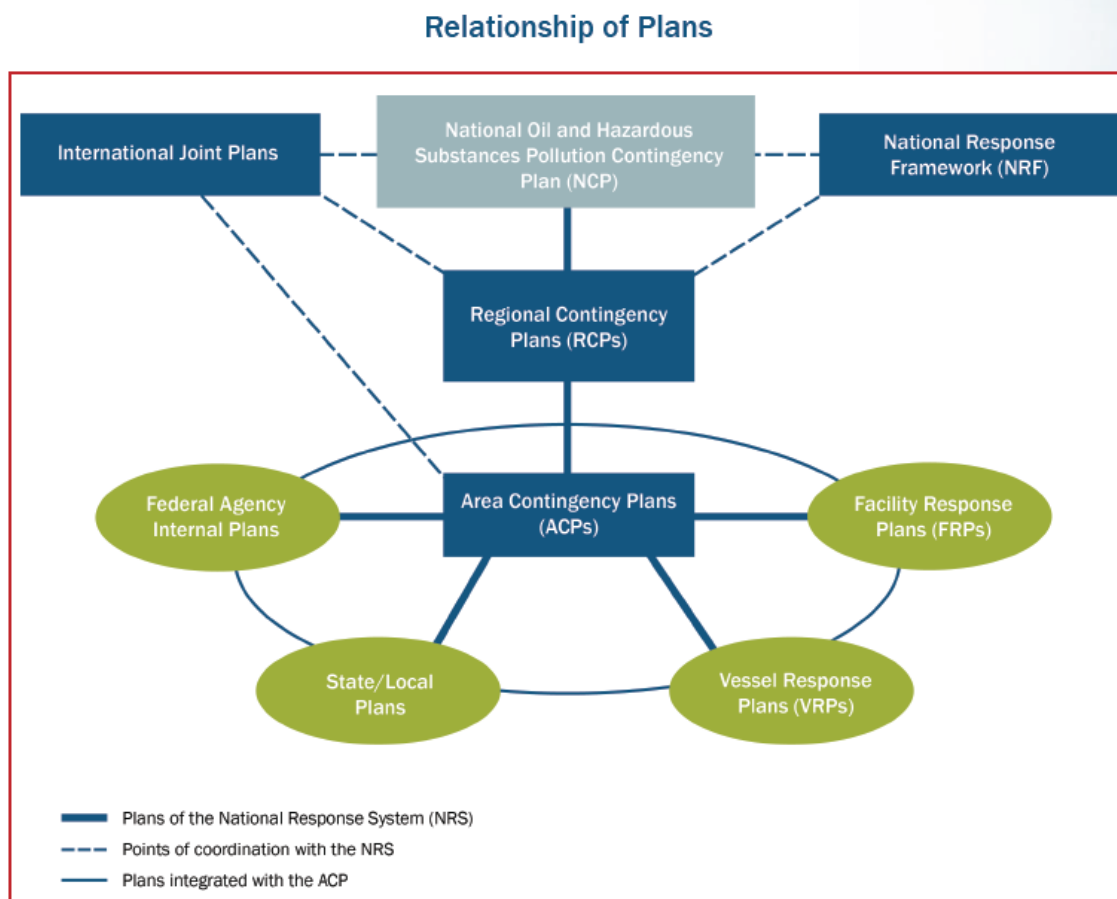 Relationship of Plans
International Joint Plans
National Oil and Hazardous
Substances Pollution Contingency
Plan (NCP)
National Response
Framework (NRF)
Regional Contingency
Plans (RCPs)
Federal Agency
Internal Plans
Area Contingency Plans
(ACPs)
Facility Response
Plans (FRPs)
State/Local
Plans
Vessel Response
Plans (VRPs)
Plans of the National Response System (NRS)
Points of coordination with the NRS
Plans integrated with the ACP